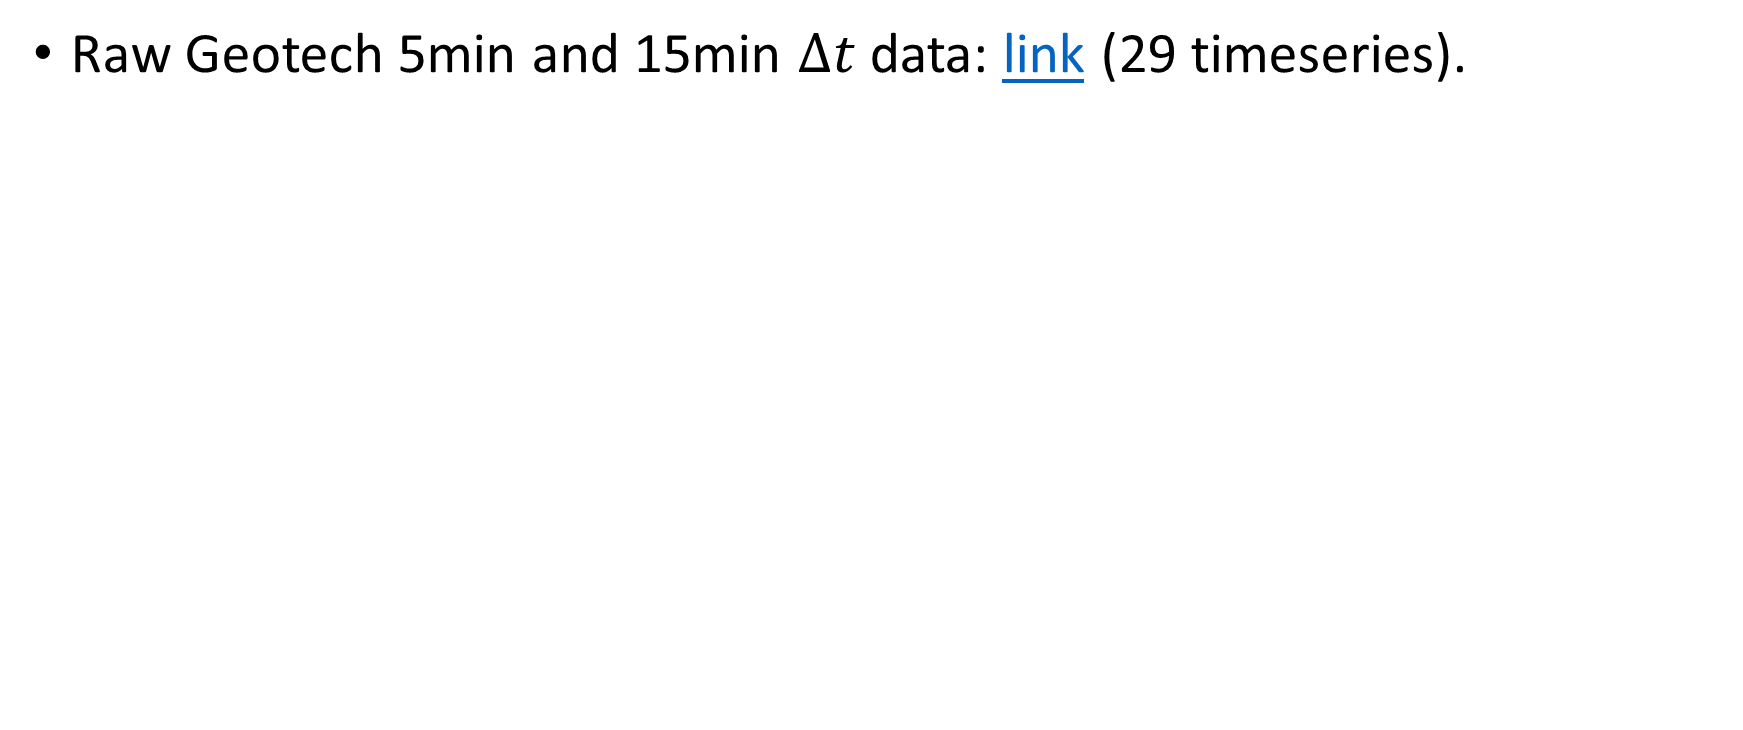 • Raw Geotech 5min and 15min Δt data: link (29 timeseries).